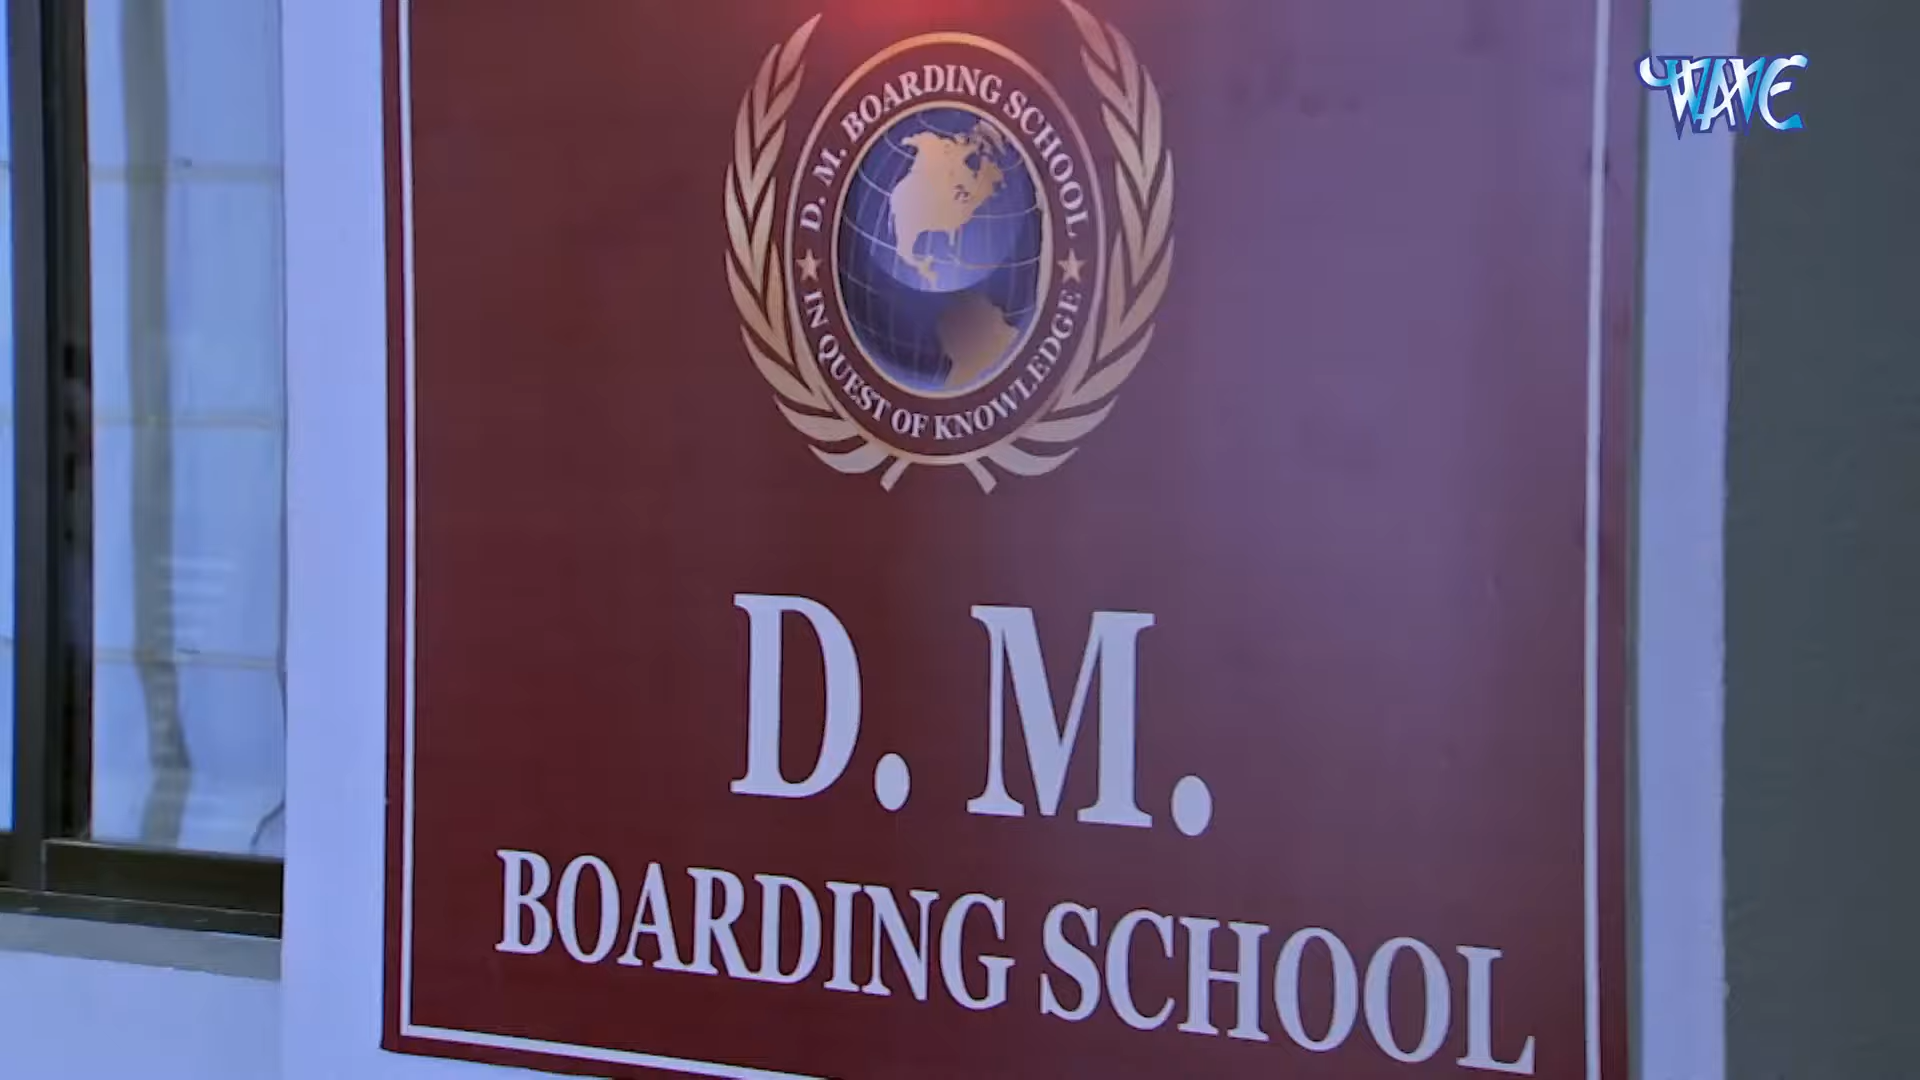 WAVE
D. M. BOARDING SCHOOL
IN QUEST OF KNOWLEDGE
D. M.
BOARDING SCHOOL